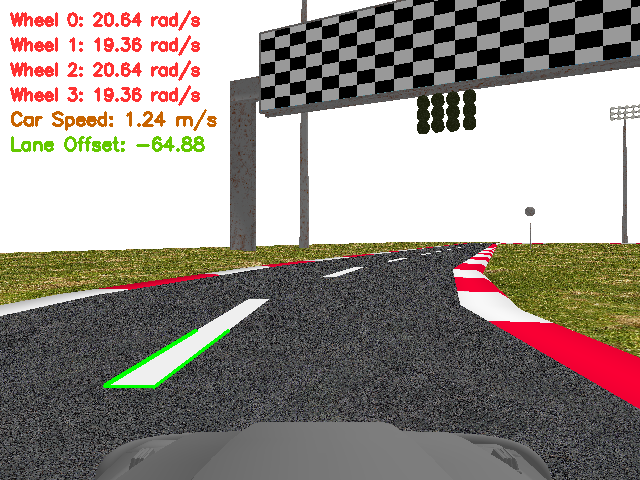 Wheel 0: 20.64 rad/s
Wheel 1: 19.36 rad/s
Wheel 2: 20.64 rad/s
Wheel 3: 19.36 rad/s
Car Speed: 1.24 m/s
Lane Offset: -64.88